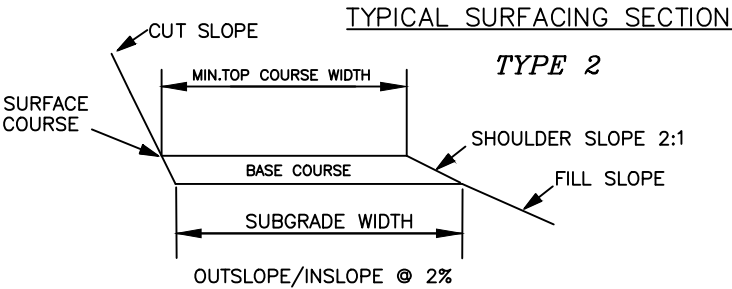 TYPICAL SURFACING SECTION
CUT SLOPE
TYPE 2
MIN.TOP COURSE WIDTH
SURFACE
COURSE
SHOULDER SLOPE 2:1
BASE COURSE
FILL SLOPE
SUBGRADE WIDTH
OUTSLOPE/INSLOPE @ 2%